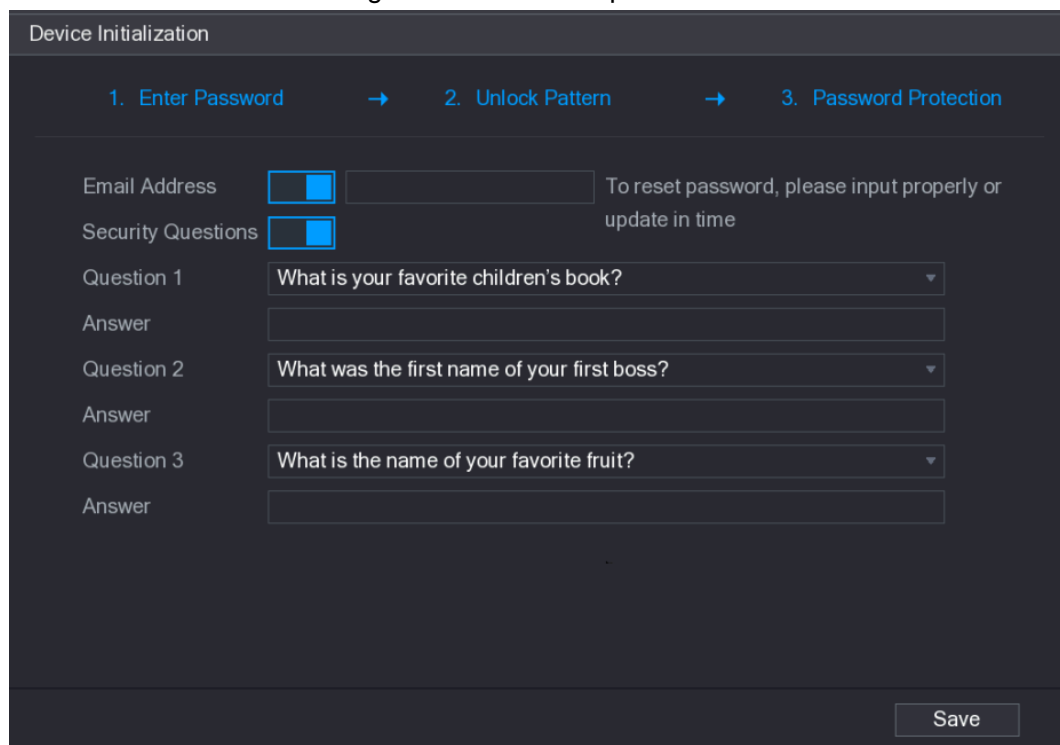 Device Initialization
1. Enter Password → 2. Unlock Pattern → 3. Password Protection
Email Address To reset password, please input properly or
update in time
Security Questions
Question 1 What is your favorite children’s book?
Answer
Question 2 What was the first name of your first boss?
Answer
Question 3 What is the name of your favorite fruit?
Answer
Save